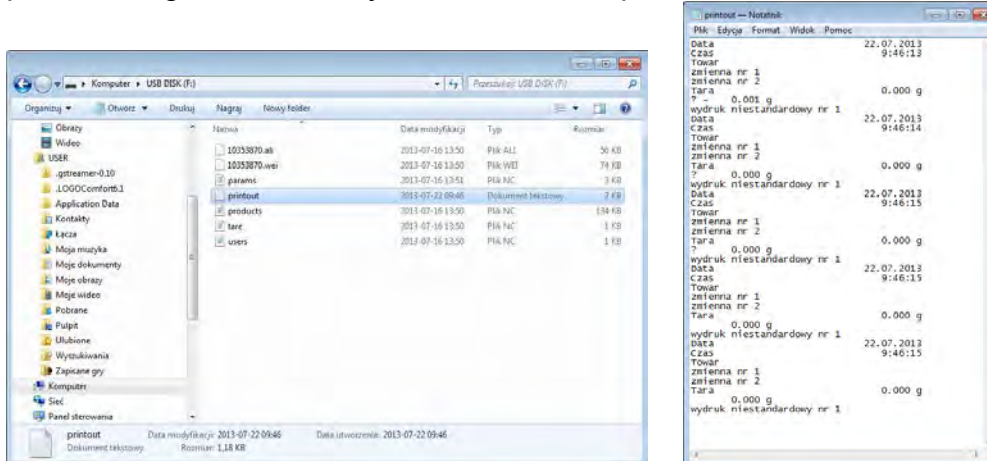 Komputer ▸ USB DISK (F:)
Przeszukaj: USB DISK (F:)
Organizuj Otwórz Drukuj Nagraj Nowy folder
Obrazy
Wideo
USER
.gstreamer-0.10
.LOGOComfort6.1
Application Data
Kontakty
Łącza
Moja muzyka
Moje dokumenty
Moje obrazy
Moje wideo
Pobrane
Pulpit
Ulubione
Wyszukiwania
Zapisane gry
Komputer
Sieć
Panel sterowania
Nazwa Data modyfikacji Typ Rozmiar
10353870.ali 2013-07-16 13:50 Plik ALI 56 KB
10353870.wei 2013-07-16 13:50 Plik WEI 74 KB
params 2013-07-16 13:51 Plik NC 3 KB
printout 2013-07-22 09:46 Dokument tekstowy 2 KB
products 2013-07-16 13:50 Plik NC 134 KB
tare 2013-07-16 13:50 Plik NC 1 KB
users 2013-07-16 13:50 Plik NC 1 KB
printout Data modyfikacji: 2013-07-22 09:46 Data utworzenia: 2013-07-22 09:46
Dokument tekstowy Rozmiar: 1,18 KB
printout — Notatnik
Plik Edycja Format Widok Pomoc
Data 22.07.2013
Czas 9:46:13
Towar
zmienna nr 1
zmienna nr 2
Tara 0.000 g
? - 0.001 g
wydruk niestandardowy nr 1
Data 22.07.2013
Czas 9:46:14
Towar
zmienna nr 1
zmienna nr 2
Tara 0.000 g
? 0.000 g
wydruk niestandardowy nr 1
Data 22.07.2013
Czas 9:46:15
Towar
zmienna nr 1
zmienna nr 2
Tara 0.000 g
? 0.000 g
wydruk niestandardowy nr 1
Data 22.07.2013
Czas 9:46:15
Towar
zmienna nr 1
zmienna nr 2
Tara 0.000 g
0.000 g
wydruk niestandardowy nr 1
Data 22.07.2013
Czas 9:46:15
Towar
zmienna nr 1
zmienna nr 2
Tara 0.000 g
0.000 g
wydruk niestandardowy nr 1